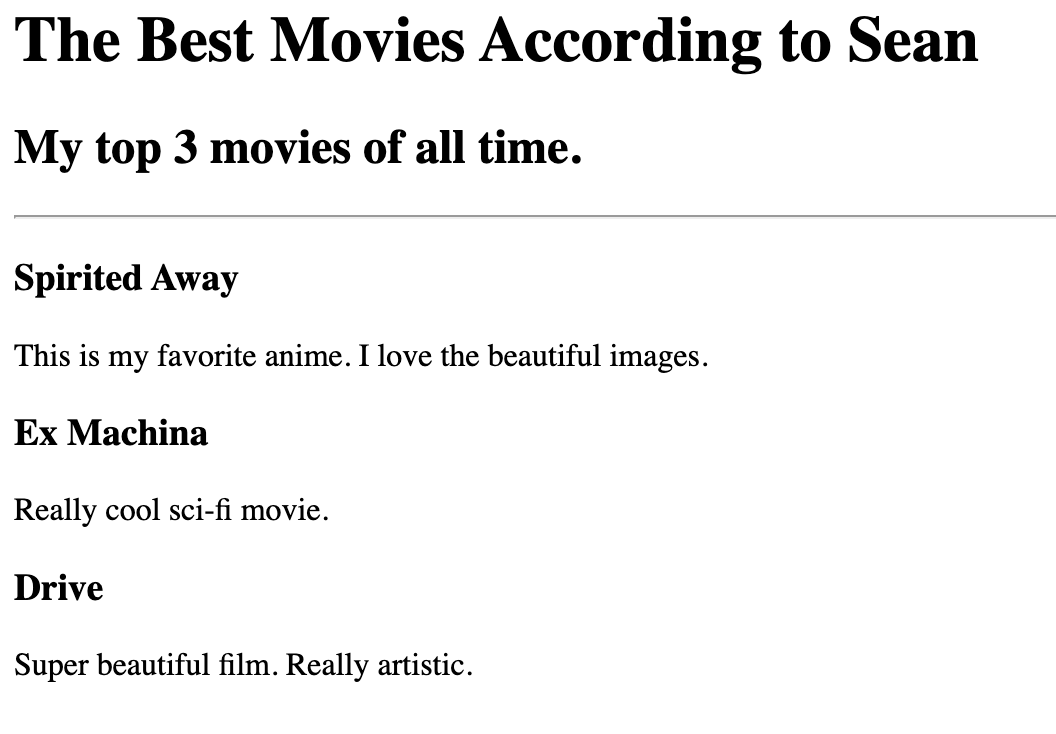 The Best Movies According to Sean
My top 3 movies of all time.
Spirited Away
This is my favorite anime. I love the beautiful images.
Ex Machina
Really cool sci-fi movie.
Drive
Super beautiful film. Really artistic.